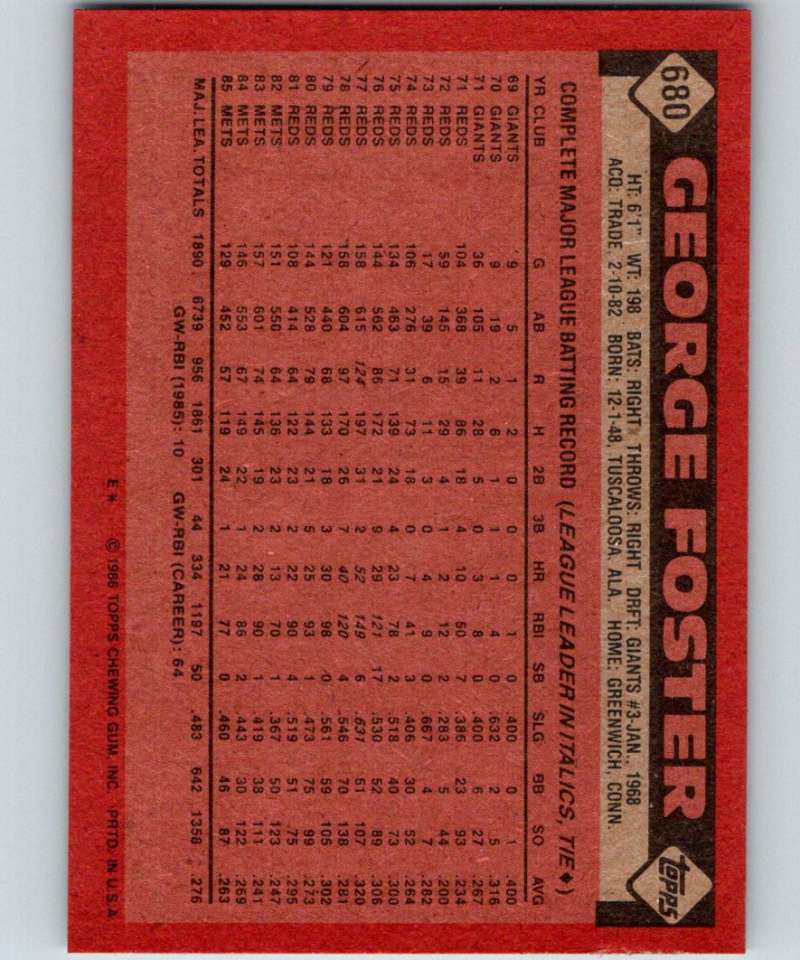 680 GEORGE FOSTER topps
HT: 6'1" WT: 198 BATS: RIGHT THROWS: RIGHT DRFT: GIANTS #3-JAN., 1968
ACQ: TRADE, 2-10-82 BORN: 12-1-48, TUSCALOOSA, ALA. HOME: GREENWICH, CONN.
COMPLETE MAJOR LEAGUE BATTING RECORD (LEAGUE LEADER IN ITALICS, TIE♦)
YR CLUB G AB R H 2B 3B HR RBI SB SLG BB SO AVG
69 GIANTS 9 5 1 2 0 0 0 1 0 .400 0 1 .400
70 GIANTS 9 19 2 6 1 1 1 4 0 .632 2 5 .316
71 GIANTS 36 105 11 28 5 0 3 8 0 .400 6 27 .267
71 REDS 104 368 39 86 18 4 10 50 7 .386 23 93 .234
72 REDS 59 145 15 29 4 1 2 12 2 .283 5 44 .200
73 REDS 17 39 6 11 3 0 4 9 0 .667 4 7 .282
74 REDS 106 276 31 73 18 0 7 41 3 .406 30 52 .264
75 REDS 134 463 71 139 24 4 23 78 2 .518 40 73 .300
76 REDS 144 562 86 172 21 9 29 121 17 .530 52 89 .306
77 REDS 158 615 124 197 31 2 52 149 6 .631 61 107 .320
78 REDS 158 604 97 170 26 7 40 120 4 .546 70 138 .281
79 REDS 121 440 68 133 18 3 30 98 0 .561 59 105 .302
80 REDS 144 528 79 144 21 5 25 93 1 .473 75 99 .273
81 REDS 108 414 64 122 23 2 22 90 4 .519 51 75 .295
82 METS 151 550 64 136 23 2 13 70 1 .367 50 123 .247
83 METS 157 601 74 145 19 2 28 90 1 .419 38 111 .241
84 METS 146 553 67 149 22 1 24 86 2 .443 30 122 .269
85 METS 129 452 57 119 24 1 21 77 0 .460 46 87 .263
MAJ. LEA. TOTALS 1890 6739 956 1861 301 44 334 1197 50 .483 642 1358 .276
GW-RBI (1985): 10 GW-RBI (CAREER): 64
E* © 1986 TOPPS CHEWING GUM, INC. PRTD. IN U.S.A.